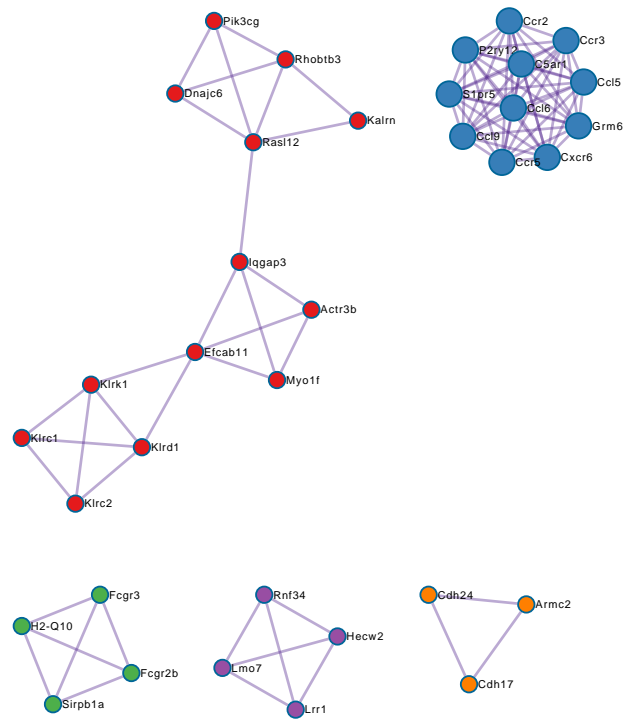 Pik3cg
Rhobtb3
Dnajc6
Kalrn
Rasl12
Ccr2
Ccr3
P2ry12
C5ar1
Ccl5
S1pr5
Ccl6
Grm6
Ccl9
Ccr5
Cxcr6
Iqgap3
Actr3b
Efcab11
Myo1f
Klrk1
Klrc1
Klrd1
Klrc2
Fcgr3
H2-Q10
Fcgr2b
Sirpb1a
Rnf34
Hecw2
Lmo7
Lrr1
Cdh24
Armc2
Cdh17